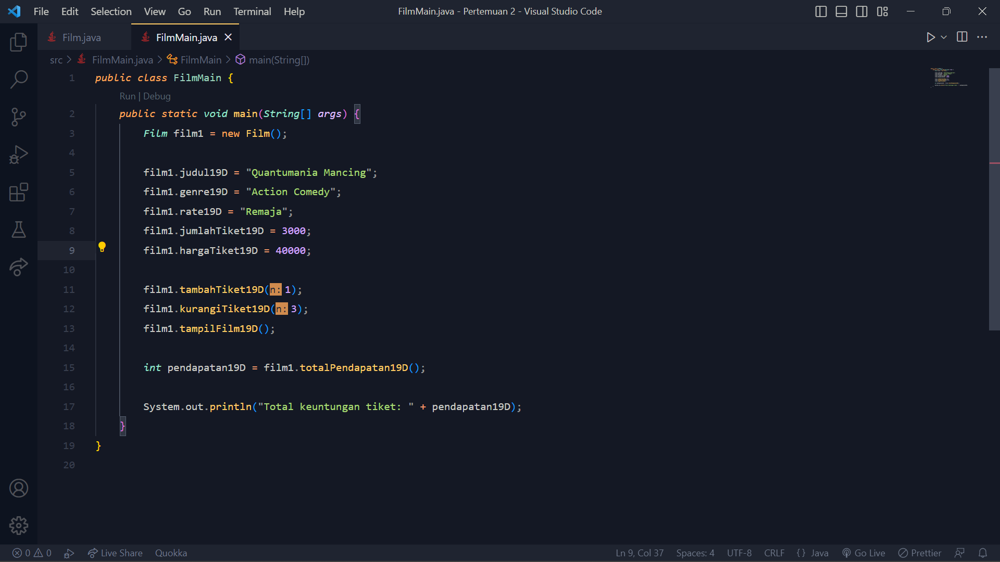 File Edit Selection View Go Run Terminal Help FilmMain.java - Pertemuan 2 - Visual Studio Code
Film.java FilmMain.java
src > FilmMain.java > FilmMain > main(String[])
1 public class FilmMain {
Run | Debug
2 public static void main(String[] args) {
3 Film film1 = new Film();
4
5 film1.judul19D = "Quantumania Mancing";
6 film1.genre19D = "Action Comedy";
7 film1.rate19D = "Remaja";
8 film1.jumlahTiket19D = 3000;
9 film1.hargaTiket19D = 40000;
10
11 film1.tambahTiket19D(n: 1);
12 film1.kurangiTiket19D(n: 3);
13 film1.tampilFilm19D();
14
15 int pendapatan19D = film1.totalPendapatan19D();
16
17 System.out.println("Total keuntungan tiket: " + pendapatan19D);
18 }
19 }
20
0 0 Live Share Quokka Ln 9, Col 37 Spaces: 4 UTF-8 CRLF {} Java Go Live Prettier